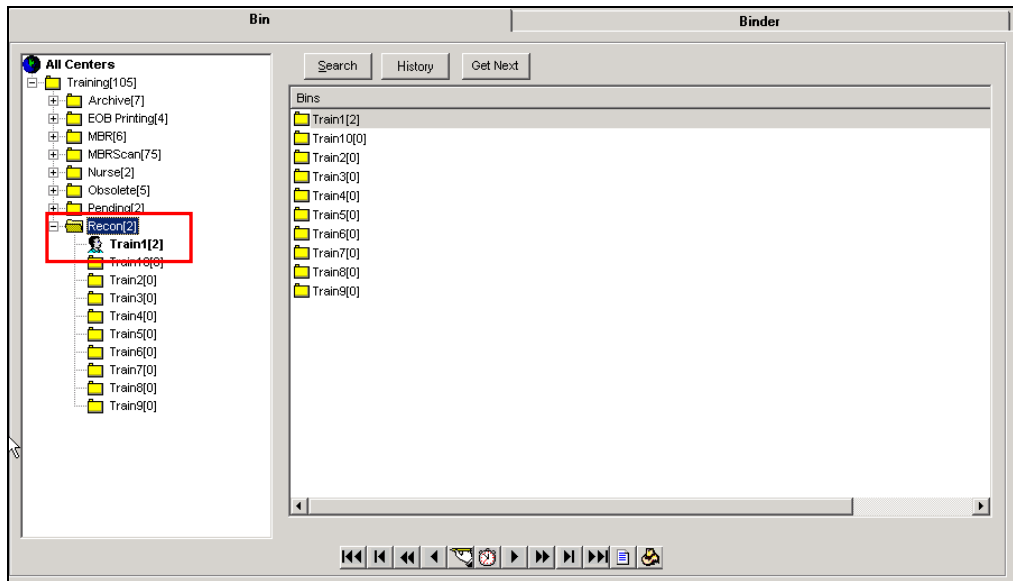 Bin
Binder
All Centers
Training[105]
Archive[7]
EOB Printing[4]
MBR[6]
MBRScan[75]
Nurse[2]
Obsolete[5]
Pending[2]
Recon[2]
Train1[2]
Train10[0]
Train2[0]
Train3[0]
Train4[0]
Train5[0]
Train6[0]
Train7[0]
Train8[0]
Train9[0]
Search
History
Get Next
Bins
Train1[2]
Train10[0]
Train2[0]
Train3[0]
Train4[0]
Train5[0]
Train6[0]
Train7[0]
Train8[0]
Train9[0]